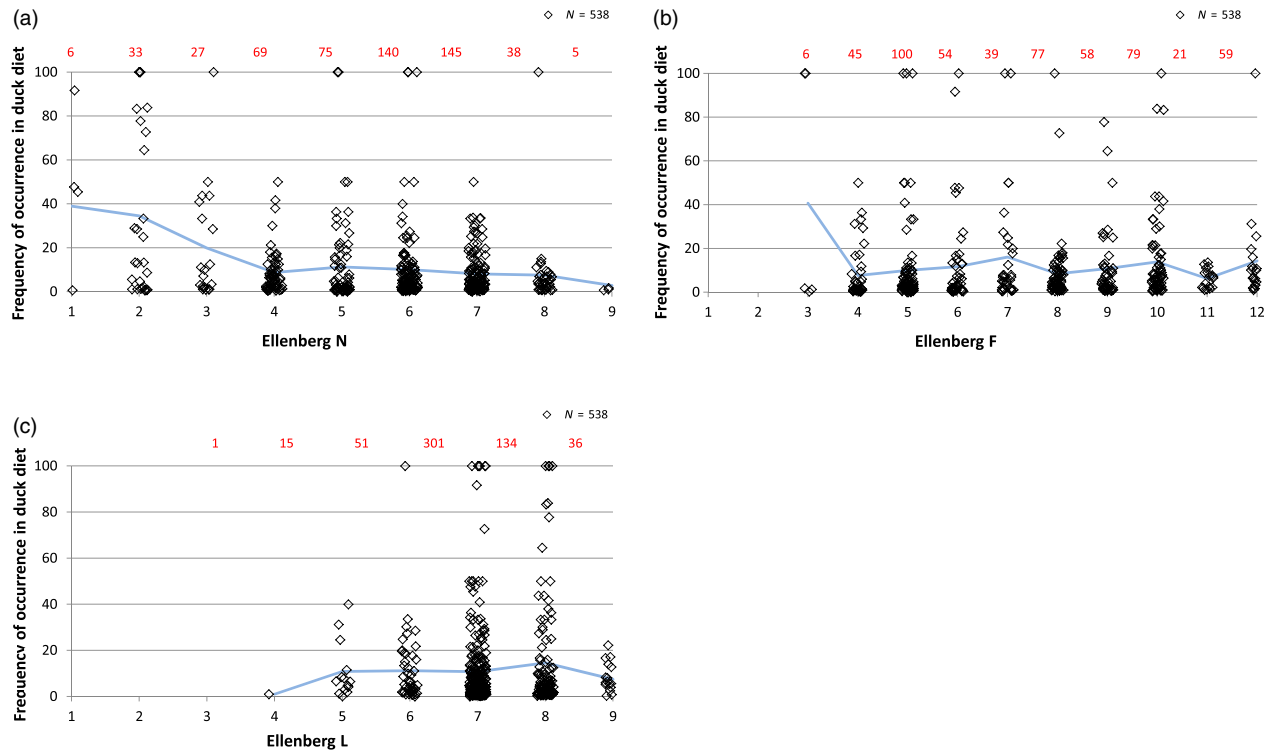 (a)
N = 538
6 33 27 69 75 140 145 38 5
Frequency of occurrence in duck diet
100
80
60
40
20
0
1 2 3 4 5 6 7 8 9
Ellenberg N
(b)
N = 538
6 45 100 54 39 77 58 79 21 59
Frequency of occurrence in duck diet
100
80
60
40
20
0
1 2 3 4 5 6 7 8 9 10 11 12
Ellenberg F
(c)
N = 538
1 15 51 301 134 36
Frequency of occurrence in duck diet
100
80
60
40
20
0
1 2 3 4 5 6 7 8 9
Ellenberg L